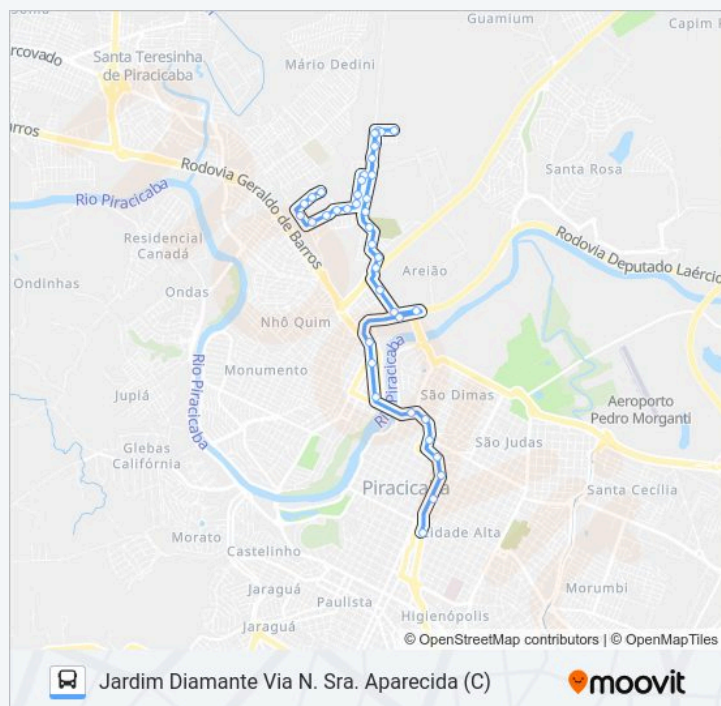 Guamium
Capim
orcovado
Santa Teresinha
de Piracicaba
Mário Dedini
arros
Rodovia Geraldo de Barros
Santa Rosa
Rio Piracicaba
Residencial
Canadá
Rodovia Deputado Laércio
Areião
Ondinhas
Ondas
Nhô Quim
Rio Piracicaba
Rio Piracicaba
Monumento
Jupiá
São Dimas
Aeroporto
Pedro Morganti
Glebas
Califórnia
São Judas
Piracicaba
Santa Cecília
Cidade Alta
Morato
Castelinho
Jaraguá
Paulista
Morumbi
Jaraguá
Higienópolis
© OpenStreetMap contributors | © OpenMapTiles
Jardim Diamante Via N. Sra. Aparecida (C)
moovit